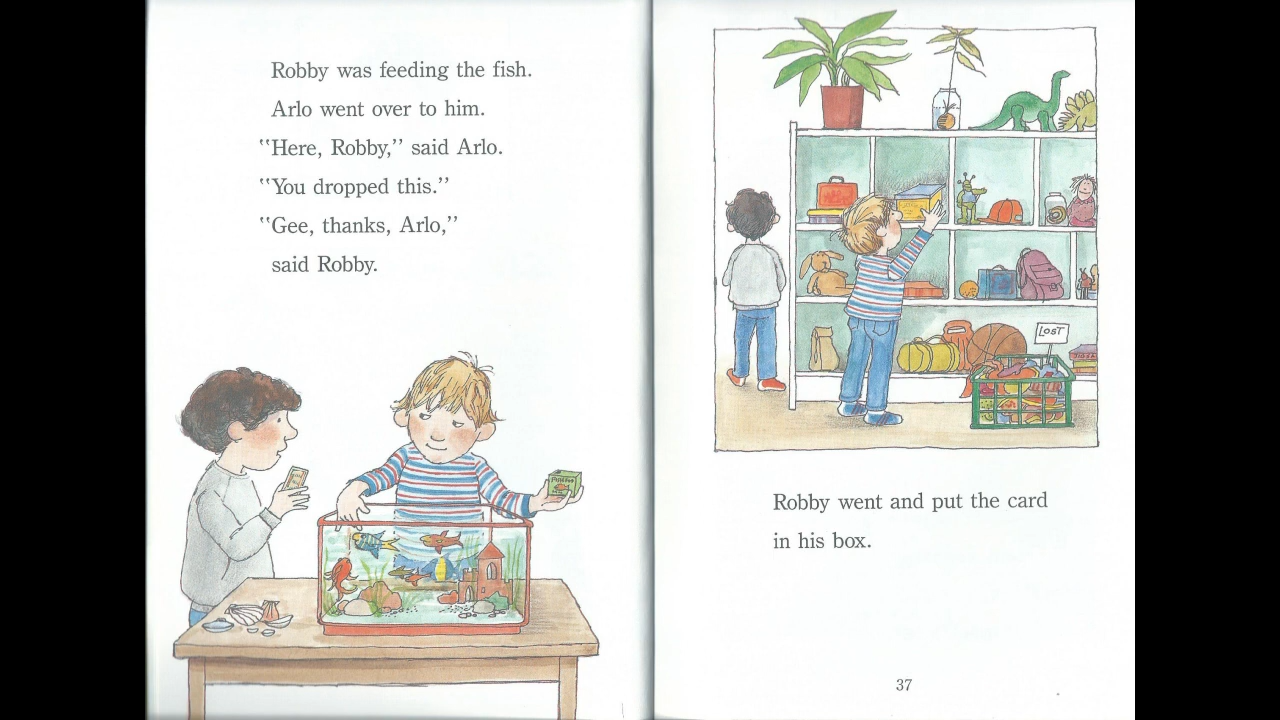 Robby was feeding the fish.
Arlo went over to him.
"Here, Robby," said Arlo.
"You dropped this."
"Gee, thanks, Arlo,"
said Robby.
LOST
Robby went and put the card
in his box.
37